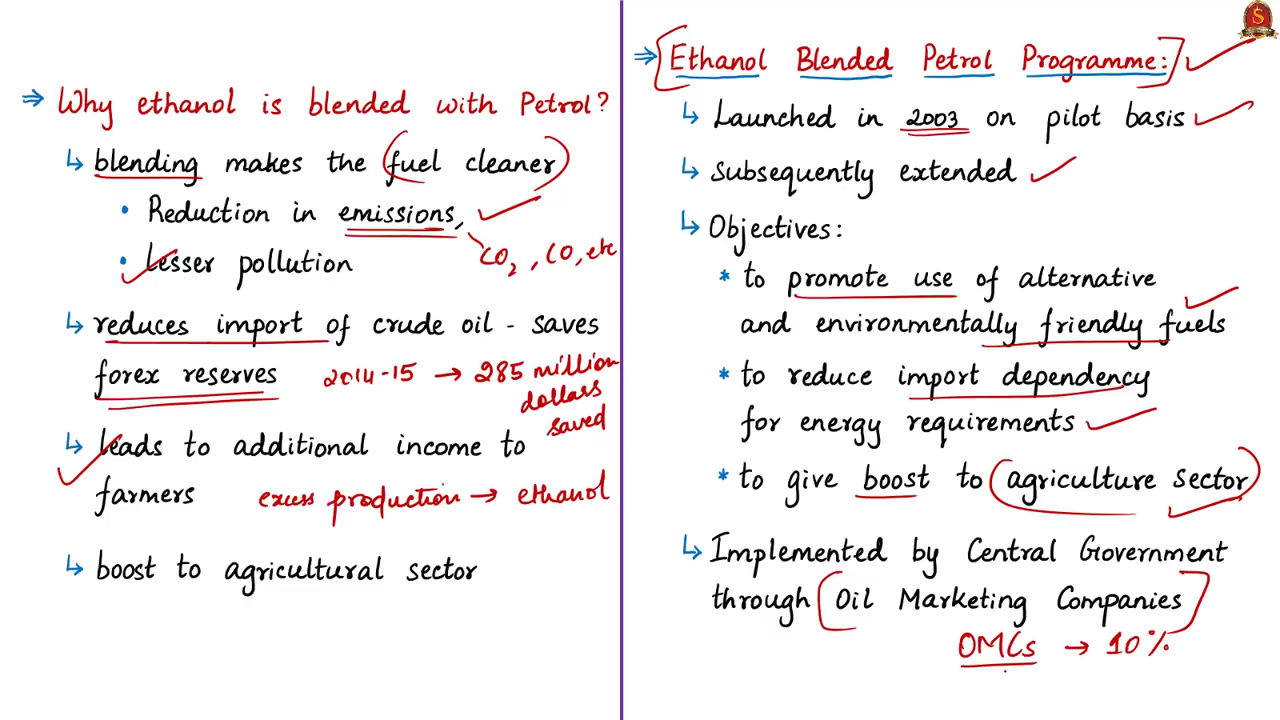 ⇒ Why ethanol is blended with Petrol?
↳ blending makes the fuel cleaner
• Reduction in emissions,
CO2, CO, etc
• Lesser pollution
↳ reduces import of crude oil - saves
forex reserves 2014-15 → 285 million
dollars
saved
↳ leads to additional income to
farmers excess production → ethanol
↳ boost to agricultural sector
⇒ [Ethanol Blended Petrol Programme:]
↳ Launched in 2003 on pilot basis
↳ Subsequently extended
↳ Objectives:
* to promote use of alternative
and environmentally friendly fuels
* to reduce import dependency
for energy requirements
* to give boost to (agriculture sector)
↳ Implemented by Central Government
through [Oil Marketing Companies]
OMCs → 10%
S